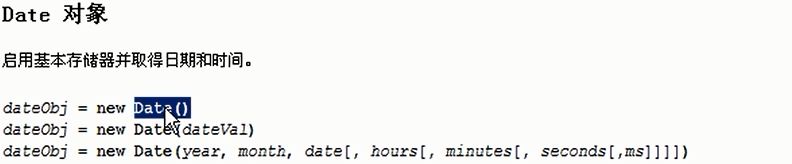 Date 对象
启用基本存储器并取得日期和时间。
dateObj = new Date()
dateObj = new Date(dateVal)
dateObj = new Date(year, month, date[, hours[, minutes[, seconds[,ms]]]])